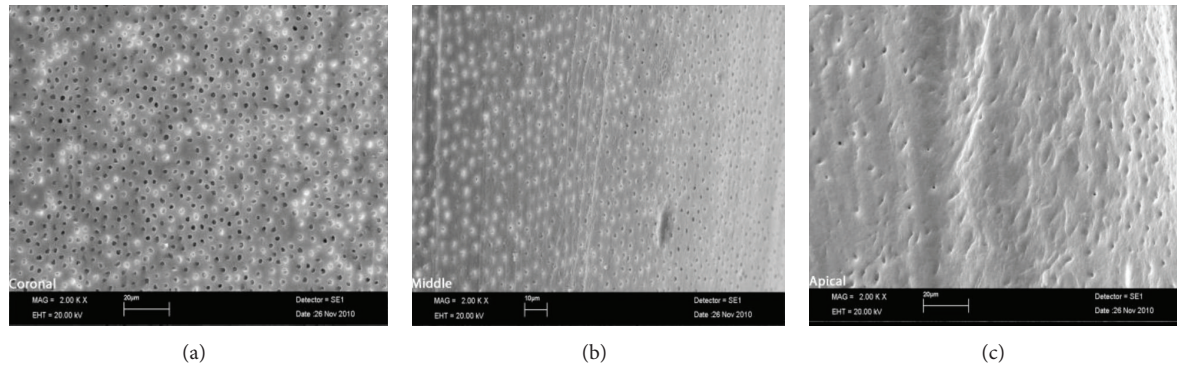 Coronal
MAG = 2.00 K X
20µm
Detector = SE1
EHT = 20.00 kV
Date :26 Nov 2010
(a)
Middle
MAG = 2.00 K X
10µm
Detector = SE1
EHT = 20.00 kV
Date :26 Nov 2010
(b)
Apical
MAG = 2.00 K X
20µm
Detector = SE1
EHT = 20.00 kV
Date :26 Nov 2010
(c)